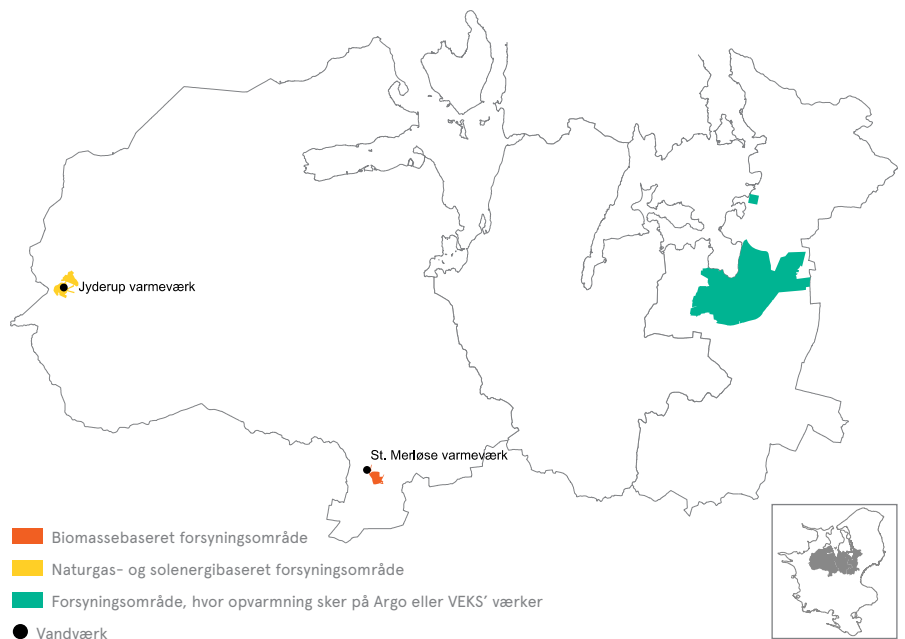 Jyderup varmeværk
St. Merløse varmeværk
Biomassebaseret forsyningsområde
Naturgas- og solenergibaseret forsyningsområde
Forsyningsområde, hvor opvarmning sker på Argo eller VEKS’ værker
Vandværk